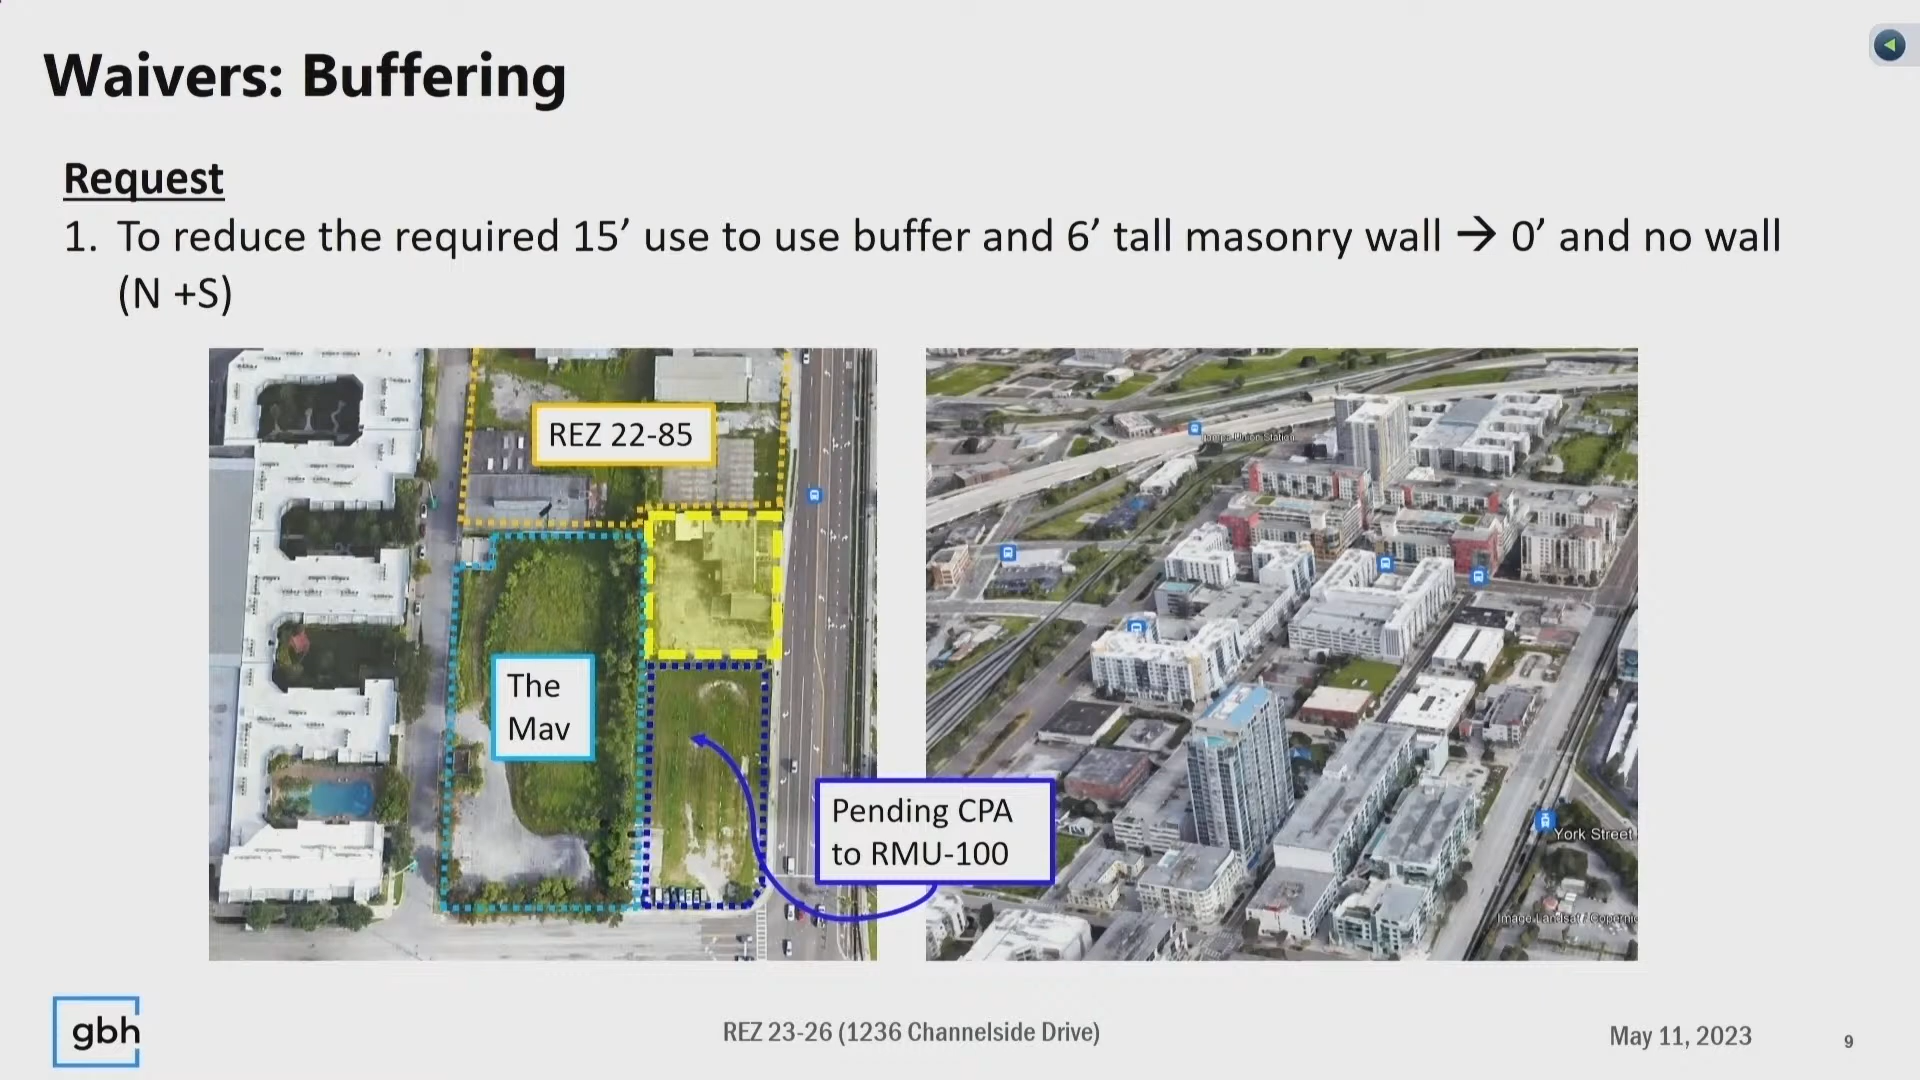 Waivers: Buffering
Request
1. To reduce the required 15’ use to use buffer and 6’ tall masonry wall → 0’ and no wall
(N +S)
REZ 22-85
The
Mav
Pending CPA
to RMU-100
York Street
gbh
REZ 23-26 (1236 Channelside Drive)
May 11, 2023
9